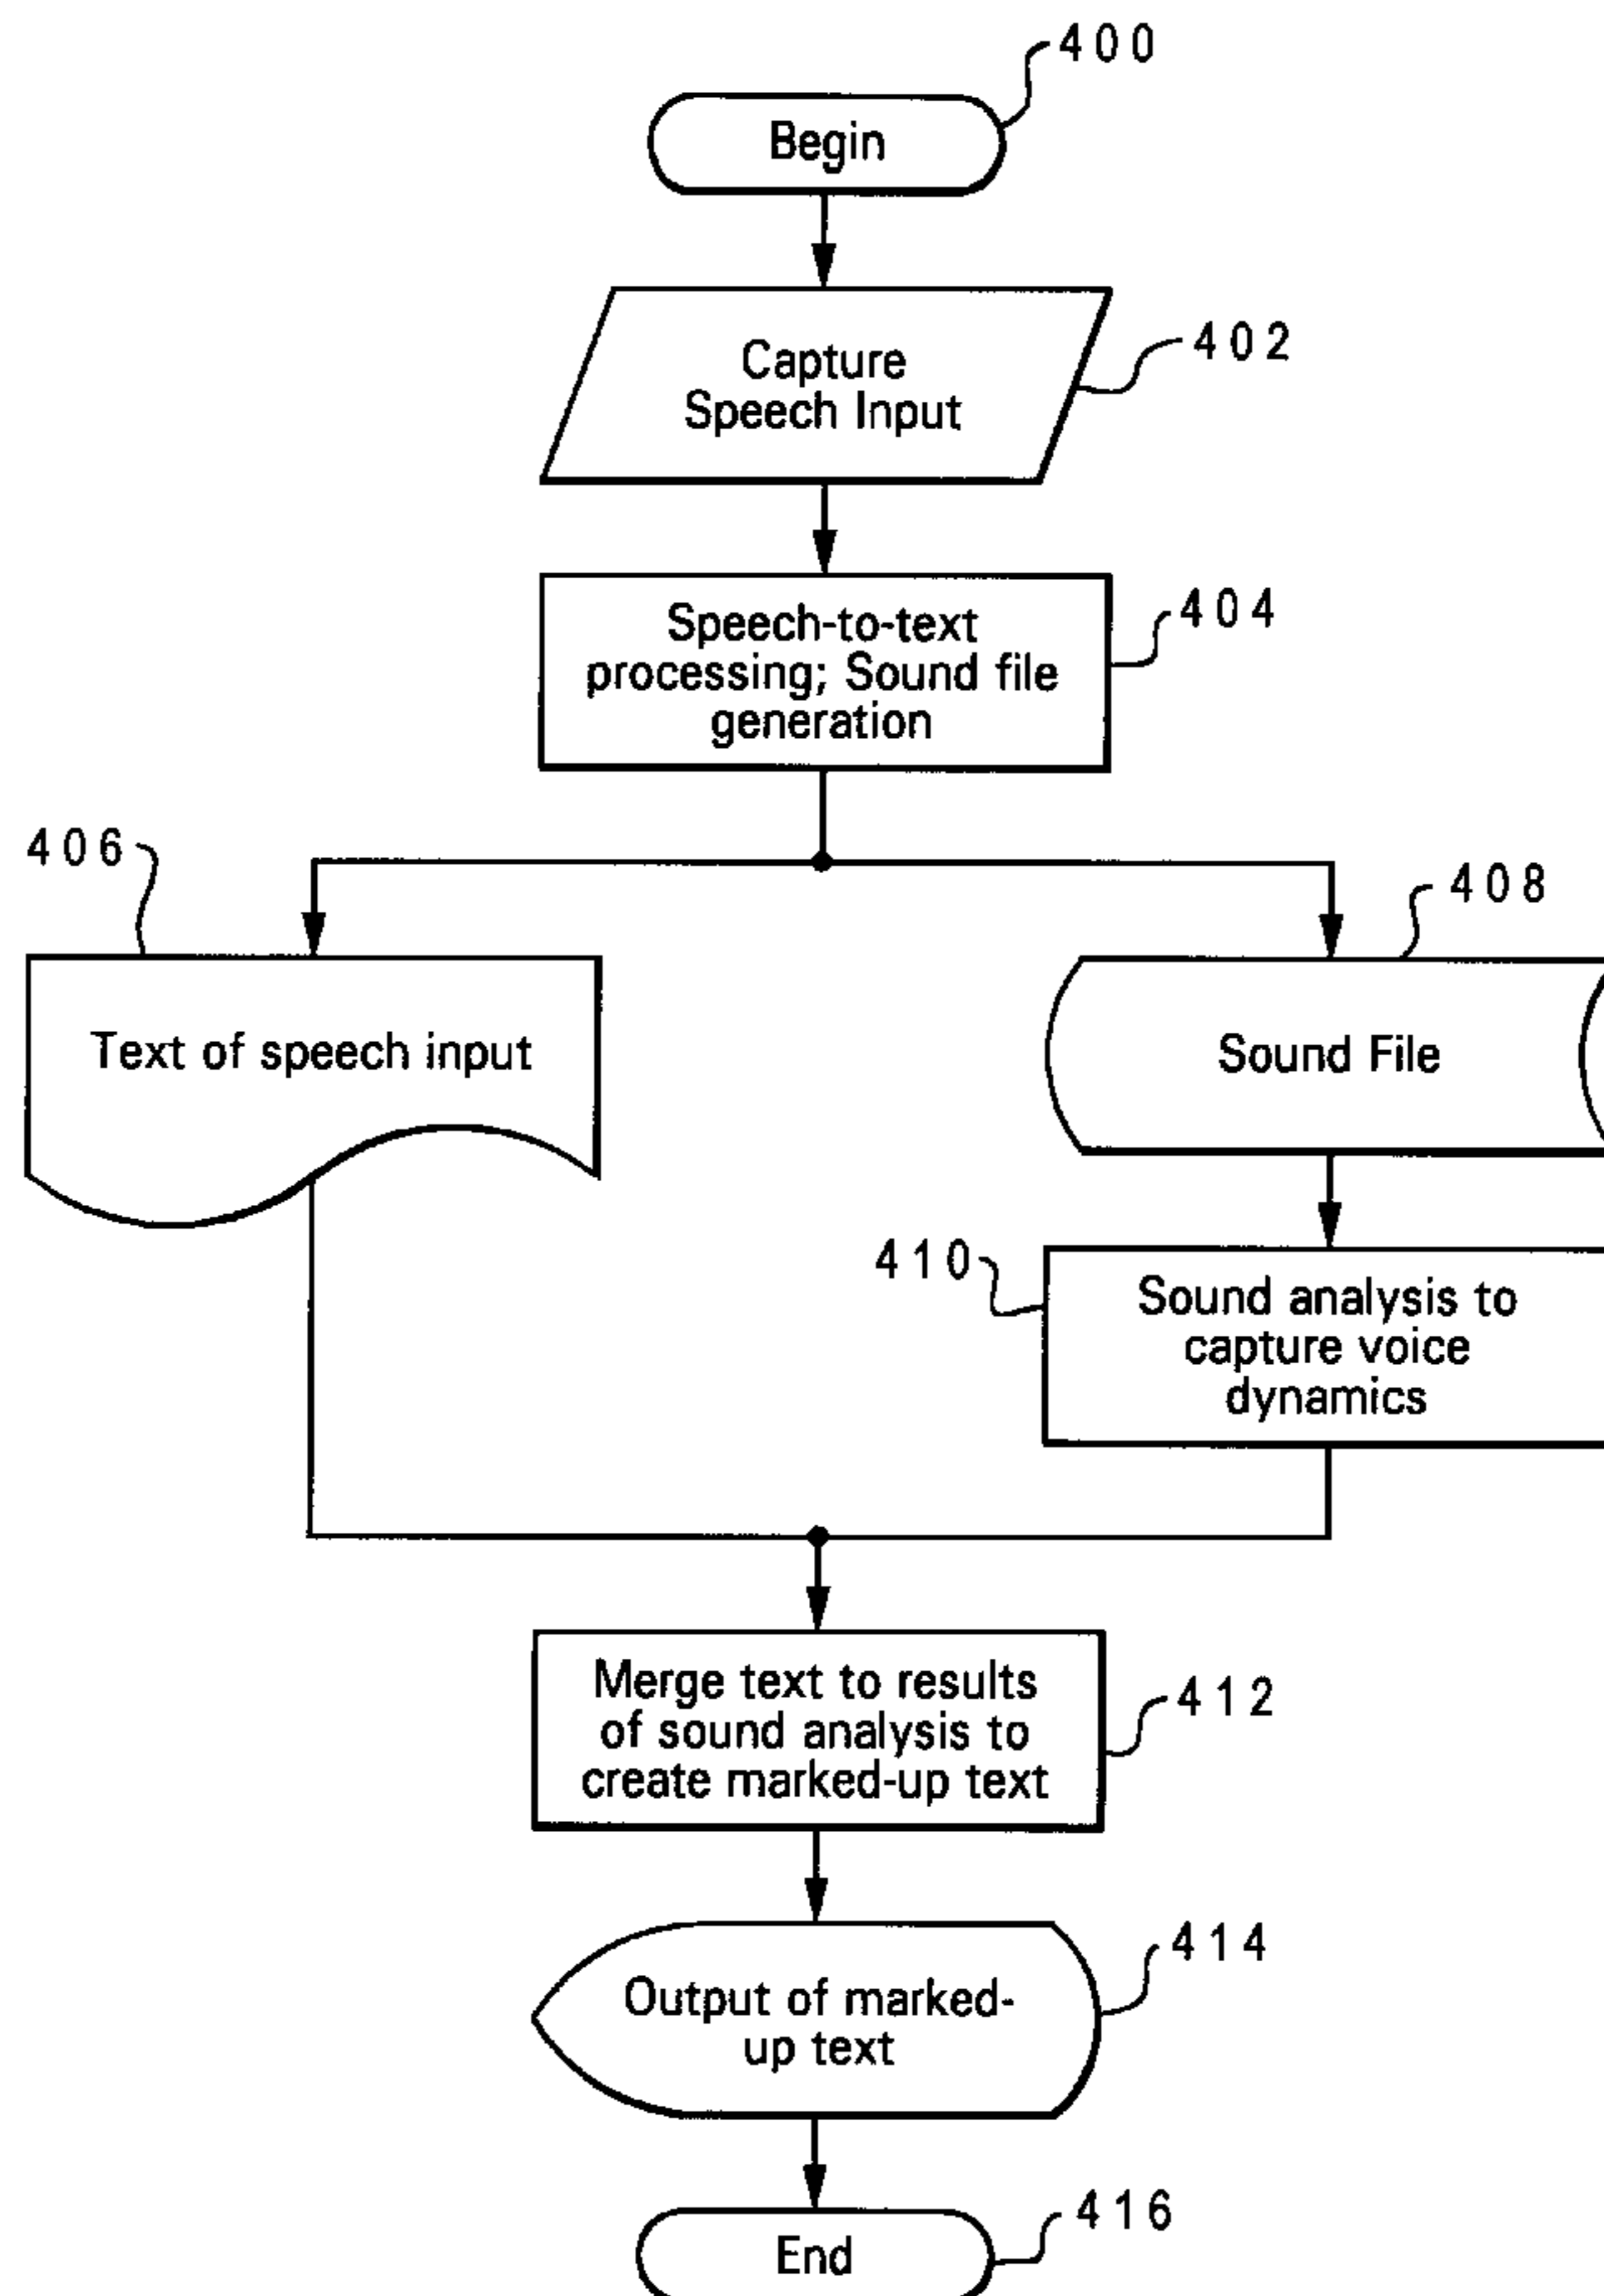 400
Begin
402
Capture
Speech Input
404
Speech-to-text
processing; Sound file
generation
406
408
Text of speech input
Sound File
410
Sound analysis to
capture voice
dynamics
412
Merge text to results
of sound analysis to
create marked-up text
414
Output of marked-
up text
416
End